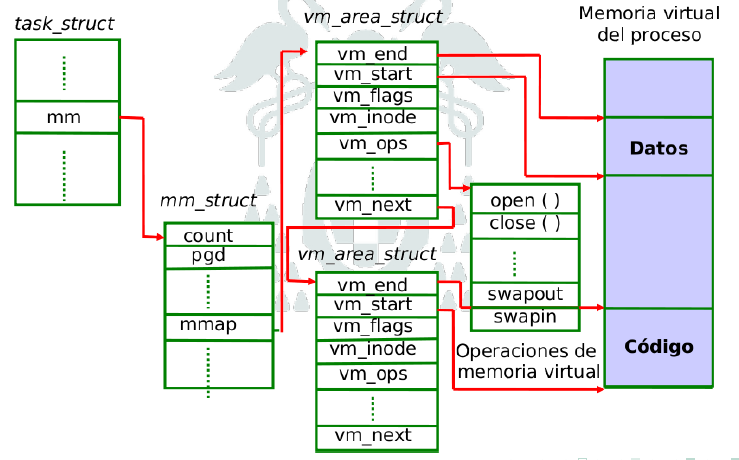 task_struct
mm
mm_struct
count
pgd
mmap
vm_area_struct
vm_end
vm_start
vm_flags
vm_inode
vm_ops
vm_next
vm_area_struct
vm_end
vm_start
vm_flags
vm_inode
vm_ops
vm_next
open ( )
close ( )
swapout
swapin
Operaciones de
memoria virtual
Memoria virtual
del proceso
Datos
Código